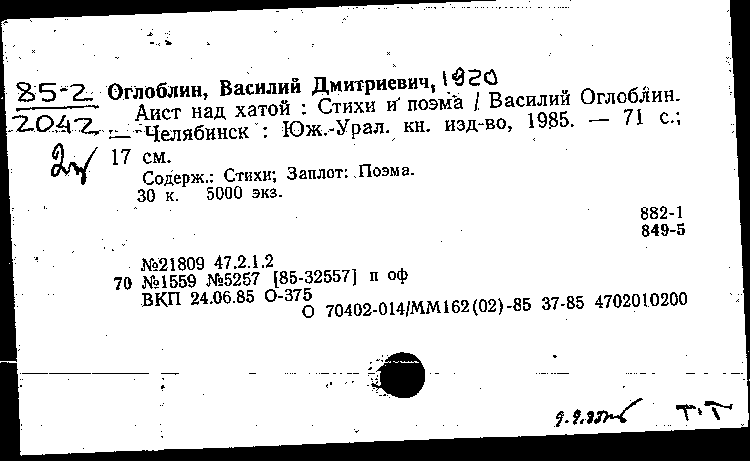 85-2 Оглоблин, Василий Дмитриевич, 1920
2042 Аист над хатой : Стихи и поэма / Василий Оглоблин.
— Челябинск : Юж.-Урал. кн. изд-во, 1985. — 71 с.;
17 см.
Содерж.: Стихи; Заплот: Поэма.
30 к. 5000 экз.
882-1
849-5
№21809 47.2.1.2
70 №1559 №5257 [85-32557] п оф
ВКП 24.06.85 О-375
О 70402-014/ММ162(02)-85 37-85 4702010200
Т.Т